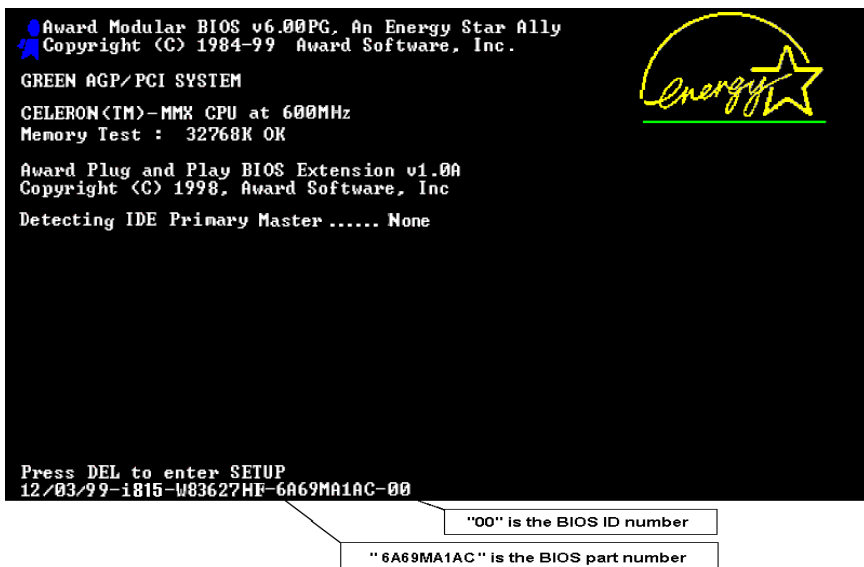 Award Modular BIOS v6.00PG, An Energy Star Ally
Copyright (C) 1984-99 Award Software, Inc.
energy
GREEN AGP/PCI SYSTEM
CELERON(TM)-MMX CPU at 600MHz
Memory Test : 32768K OK
Award Plug and Play BIOS Extension v1.0A
Copyright (C) 1998, Award Software, Inc
Detecting IDE Primary Master ...... None
Press DEL to enter SETUP
12/03/99-i815-W83627HF-6A69MA1AC-00
"00" is the BIOS ID number
"6A69MA1AC" is the BIOS part number